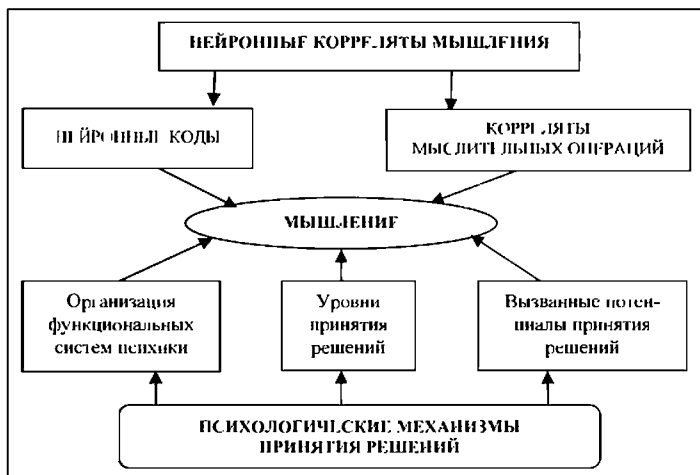 НЕЙРОННЫЕ КОРРЕЛЯТЫ МЫШЛЕНИЯ
НЕЙРОННЫЕ КОДЫ
КОРРЕЛЯТЫ
МЫСЛИТЕЛЬНЫХ ОПЕРАЦИЙ
МЫШЛЕНИЕ
Организация
функциональных
систем психики
Уровни
принятия
решений
Вызванные потен-
циалы принятия
решений
ПСИХОЛОГИЧЕСКИЕ МЕХАНИЗМЫ
ПРИНЯТИЯ РЕШЕНИЙ